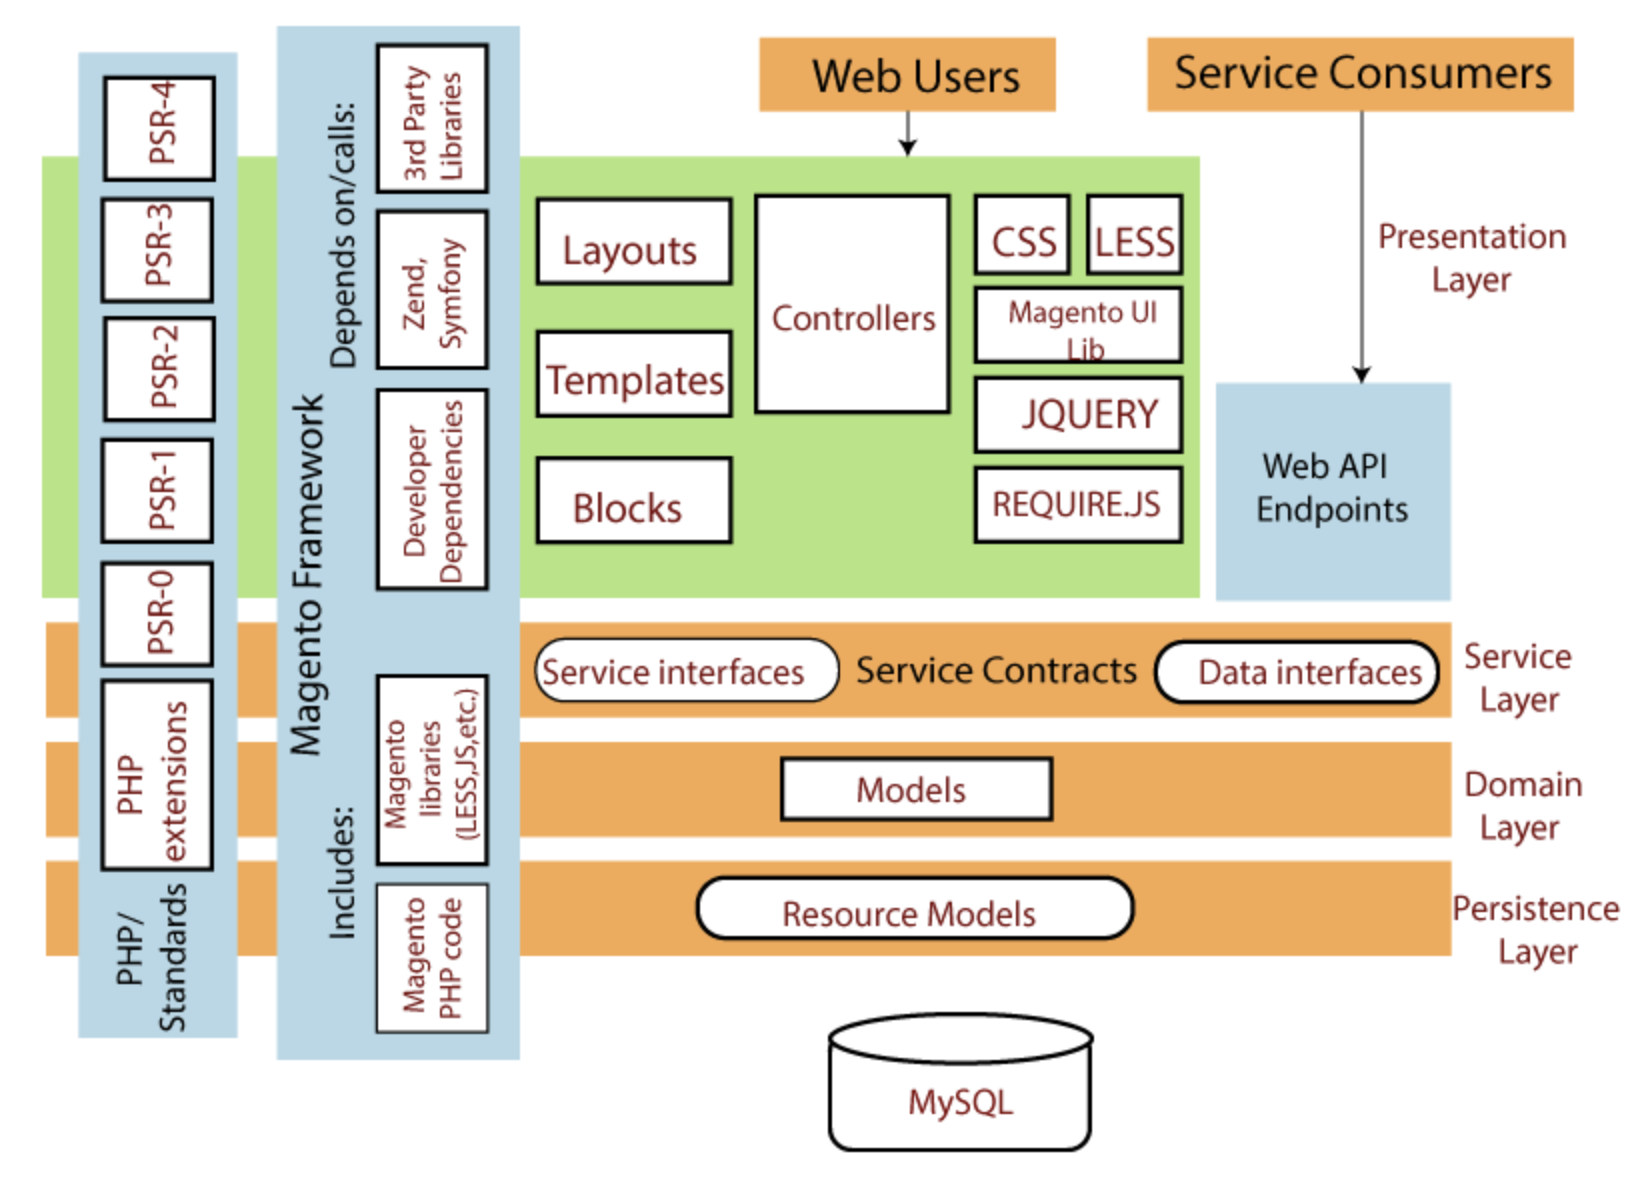 Web Users
Service Consumers
PSR-4
PSR-3
PSR-2
PSR-1
PSR-0
PHP
extensions
PHP/
Standards
Magento Framework
Depends on/calls:
3rd Party
Libraries
Zend,
Symfony
Developer
Dependencies
Includes:
Magento
libraries
(LESS,JS,etc.)
Magento
PHP code
Layouts
Templates
Blocks
Controllers
CSS
LESS
Magento UI
Lib
JQUERY
REQUIRE.JS
Presentation
Layer
Web API
Endpoints
Service interfaces
Service Contracts
Data interfaces
Service
Layer
Models
Domain
Layer
Resource Models
Persistence
Layer
MySQL